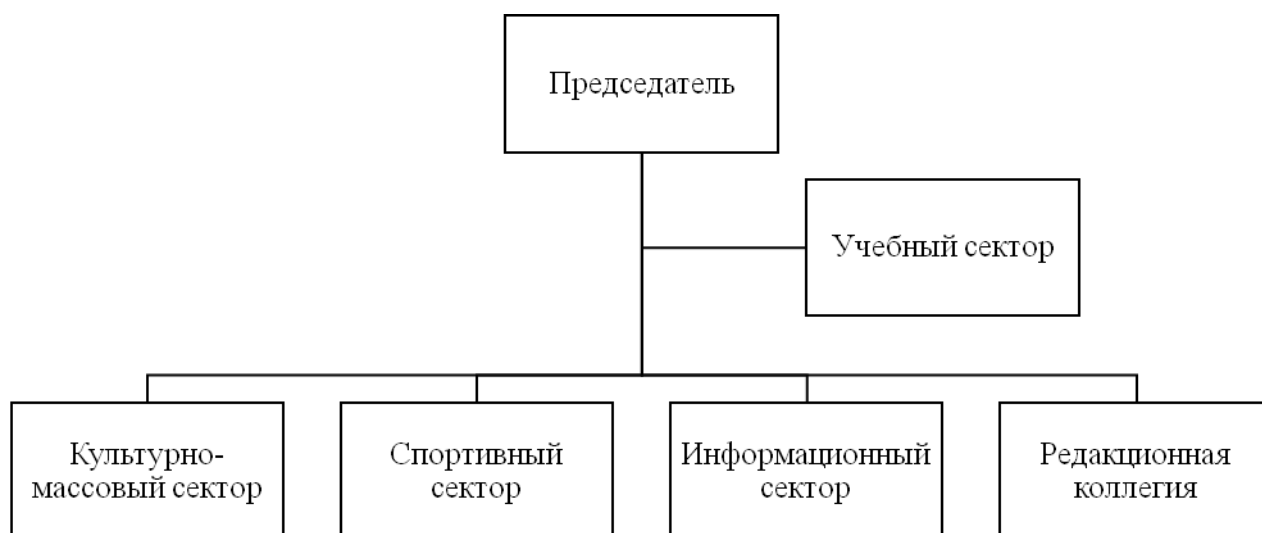 Председатель
Учебный сектор
Культурно-
массовый сектор
Спортивный
сектор
Информационный
сектор
Редакционная
коллегия